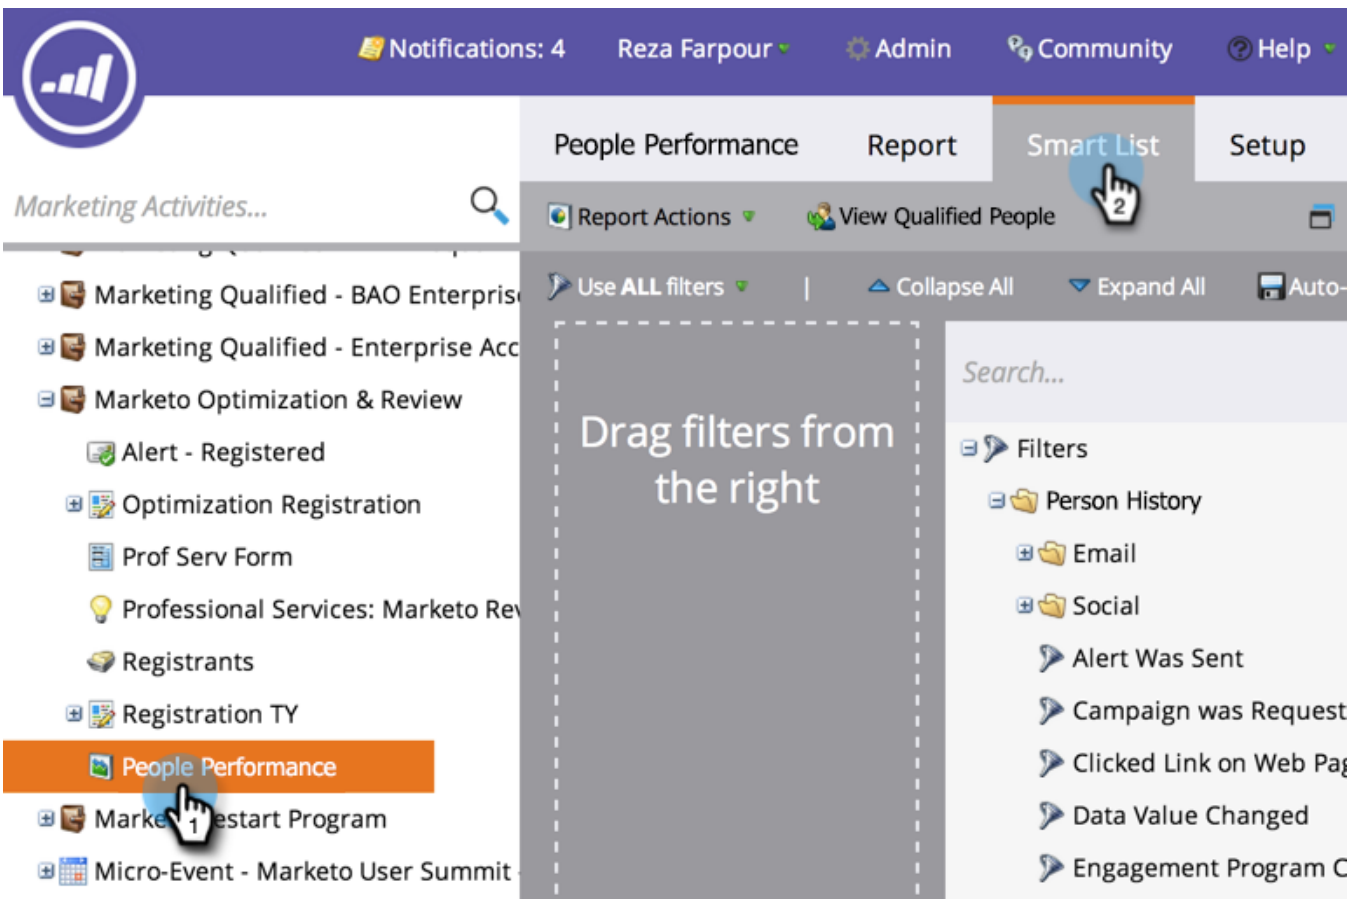 Notifications: 4
Reza Farpour
Admin
Community
Help
People Performance
Report
Smart List
Setup
2
Marketing Activities...
Report Actions
View Qualified People
Use ALL filters
|
Collapse All
Expand All
Auto-
Marketing Qualified - BAO Enterpris
Marketing Qualified - Enterprise Acc
Marketo Optimization & Review
Alert - Registered
Optimization Registration
Prof Serv Form
Professional Services: Marketo Rev
Registrants
Registration TY
People Performance
1
estart Program
Micro-Event - Marketo User Summit -
Drag filters from
the right
Search...
Filters
Person History
Email
Social
Alert Was Sent
Campaign was Request
Clicked Link on Web Pag
Data Value Changed
Engagement Program C